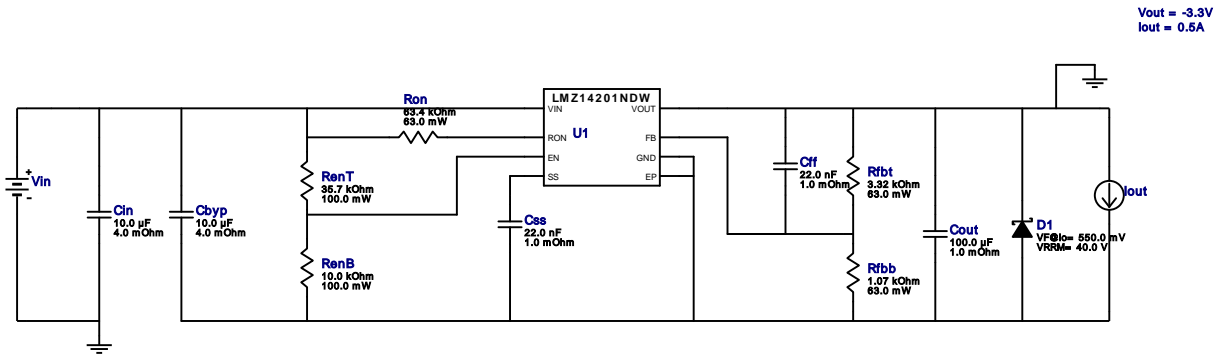 Vout = -3.3V
Iout = 0.5A
Ron
63.4 kOhm
63.0 mW
LMZ14201NDW
VIN
VOUT
RON
FB
EN
GND
SS
EP
U1
+
Vin
-
Cin
10.0 µF
4.0 mOhm
Cbyp
10.0 µF
4.0 mOhm
RenT
35.7 kOhm
100.0 mW
RenB
10.0 kOhm
100.0 mW
Css
22.0 nF
1.0 mOhm
Cff
22.0 nF
1.0 mOhm
Rfbt
3.32 kOhm
63.0 mW
Rfbb
1.07 kOhm
63.0 mW
Cout
100.0 µF
1.0 mOhm
D1
VF@Io= 550.0 mV
VRRM= 40.0 V
Iout